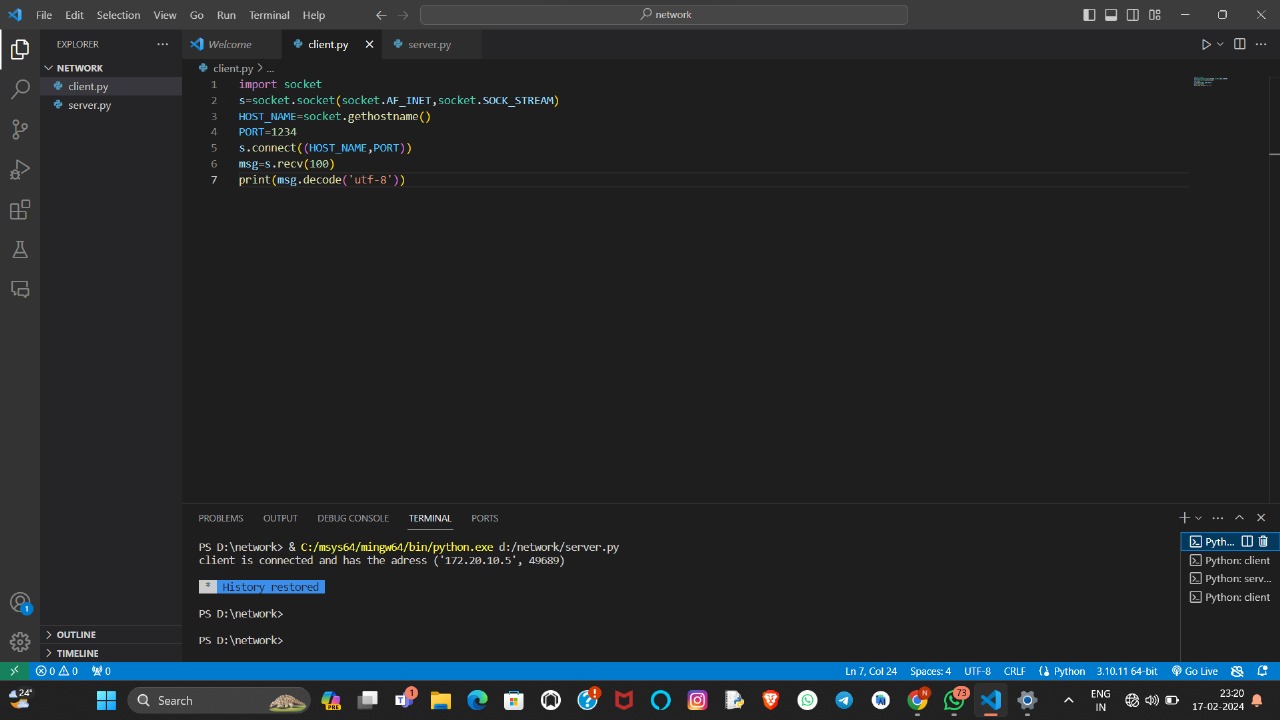 File Edit Selection View Go Run Terminal Help
network
EXPLORER
Welcome client.py server.py
NETWORK
client.py
server.py
client.py > ...
1 import socket
2 s=socket.socket(socket.AF_INET,socket.SOCK_STREAM)
3 HOST_NAME=socket.gethostname()
4 PORT=1234
5 s.connect((HOST_NAME,PORT))
6 msg=s.recv(100)
7 print(msg.decode('utf-8'))
PROBLEMS OUTPUT DEBUG CONSOLE TERMINAL PORTS
PS D:\network> & C:/msys64/mingw64/bin/python.exe d:/network/server.py
client is connected and has the adress ('172.20.10.5', 49689)
* History restored
PS D:\network>
PS D:\network>
Pyth...
Python: client
Python: serv...
Python: client
1
OUTLINE
TIMELINE
0 0 0
Ln 7, Col 24 Spaces: 4 UTF-8 CRLF Python 3.10.11 64-bit Go Live
24°
Search
PRE
1
N
73
ENG
IN
23:20
17-02-2024